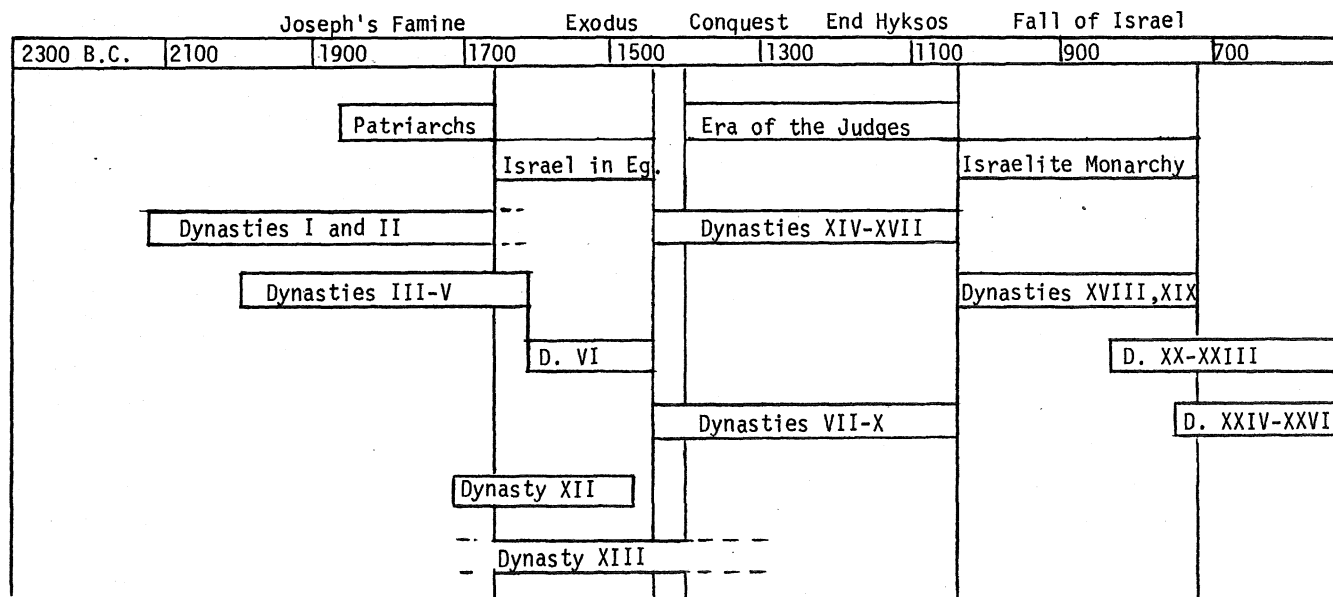 Joseph's Famine Exodus Conquest End Hyksos Fall of Israel
2300 B.C. 2100 1900 1700 1500 1300 1100 900 700
Patriarchs Era of the Judges
Israel in Eg. Israelite Monarchy
Dynasties I and II Dynasties XIV-XVII
Dynasties III-V Dynasties XVIII,XIX
D. VI D. XX-XXIII
Dynasties VII-X D. XXIV-XXVI
Dynasty XII
Dynasty XIII